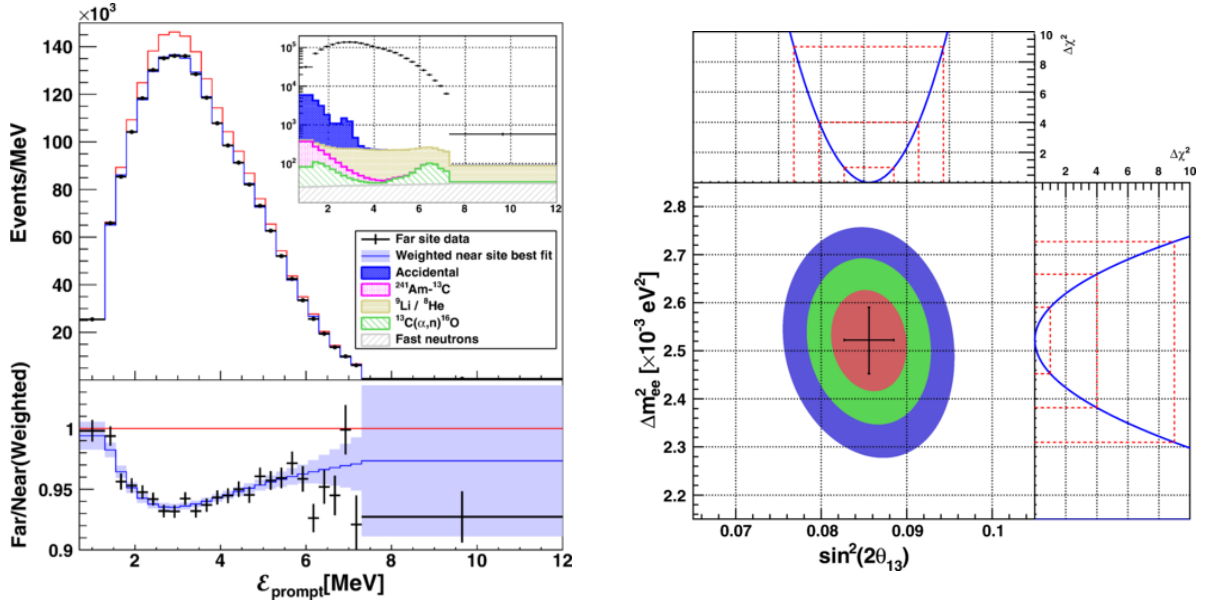 ×10³
140
120
100
80
60
40
20
Events/MeV
10⁵
10⁴
10³
10²
10
2 4 6 8 10 12
Far site data
Weighted near site best fit
Accidental
²⁴¹Am-¹³C
⁹Li / ⁸He
¹³C(α,n)¹⁶O
Fast neutrons
1
0.95
0.9
Far/Near(Weighted)
2 4 6 8 10 12
ℰprompt[MeV]
10
8
6
4
2
Δχ²
Δχ²
2 4 6 8 10
2.8
2.7
2.6
2.5
2.4
2.3
2.2
Δm²ee [×10⁻³ eV²]
0.07 0.08 0.09 0.1
sin²(2θ₁₃)